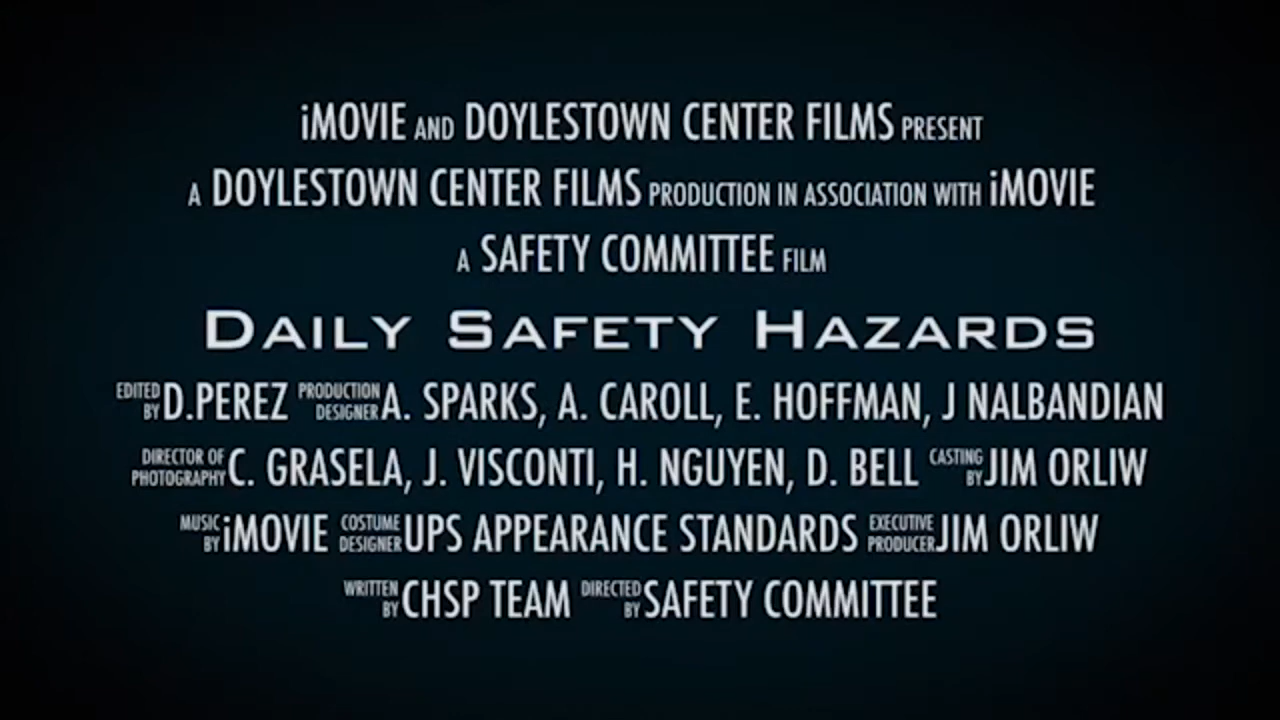 iMOVIE AND DOYLESTOWN CENTER FILMS PRESENT
A DOYLESTOWN CENTER FILMS PRODUCTION IN ASSOCIATION WITH iMOVIE
A SAFETY COMMITTEE FILM
DAILY SAFETY HAZARDS
EDITED BY D.PEREZ PRODUCTION DESIGNER A. SPARKS, A. CAROLL, E. HOFFMAN, J NALBANDIAN
DIRECTOR OF PHOTOGRAPHY C. GRASELA, J. VISCONTI, H. NGUYEN, D. BELL CASTING BY JIM ORLIW
MUSIC BY iMOVIE COSTUME DESIGNER UPS APPEARANCE STANDARDS EXECUTIVE PRODUCER JIM ORLIW
WRITTEN BY CHSP TEAM DIRECTED BY SAFETY COMMITTEE